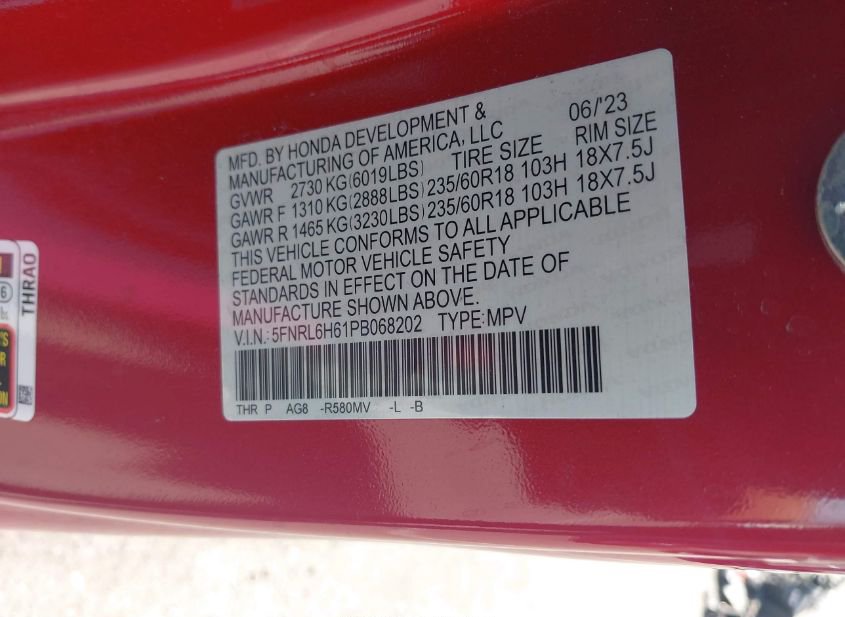 MFD. BY HONDA DEVELOPMENT &
MANUFACTURING OF AMERICA, LLC 06/'23
GVWR 2730 KG(6019LBS) TIRE SIZE RIM SIZE
GAWR F 1310 KG(2888LBS) 235/60R18 103H 18X7.5J
GAWR R 1465 KG(3230LBS) 235/60R18 103H 18X7.5J
THIS VEHICLE CONFORMS TO ALL APPLICABLE
FEDERAL MOTOR VEHICLE SAFETY
STANDARDS IN EFFECT ON THE DATE OF
MANUFACTURE SHOWN ABOVE.
V.I.N.: 5FNRL6H61PB068202 TYPE: MPV
THR P AG8 -R580MV -L -B
THRA0